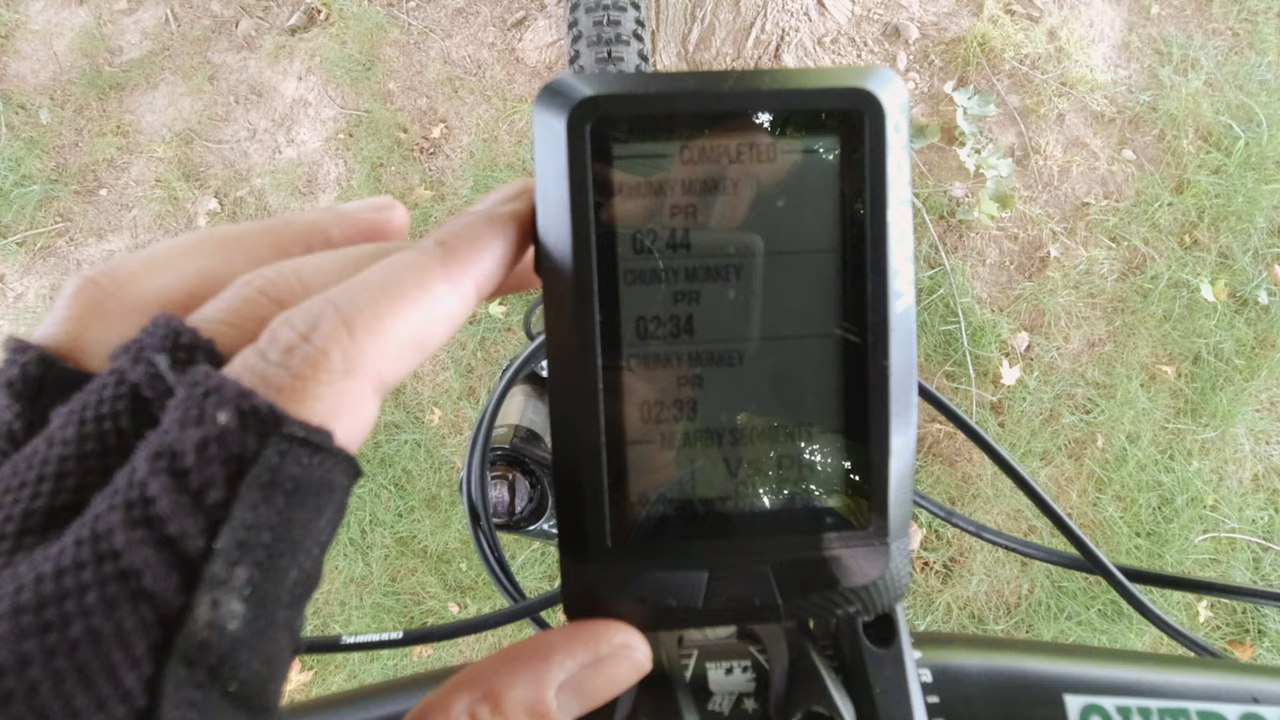 COMPLETED
CHUNKY MONKEY
PR
02:44
CHUNKY MONKEY
PR
02:34
CHUNKY MONKEY
PR
02:33
NEARBY SEGMENTS
SHIMANO